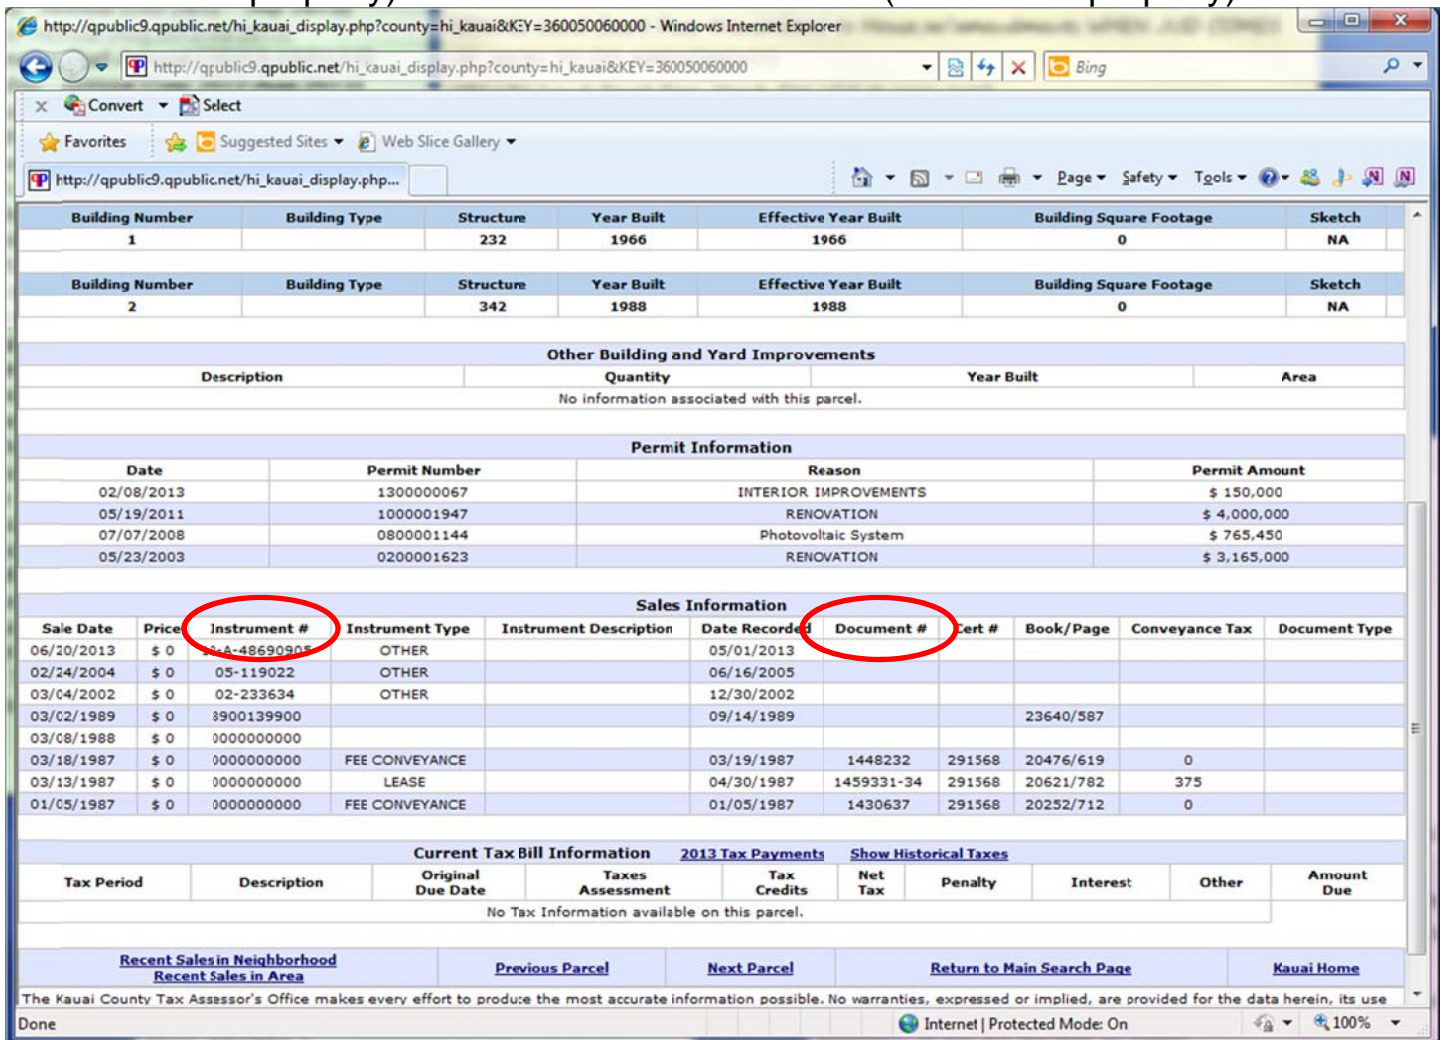 http://qpublic9.qpublic.net/hi_kauai_display.php?county=hi_kauai&KEY=360050060000 - Windows Internet Explorer
http://qpublic9.qpublic.net/hi_kauai_display.php?county=hi_kauai&KEY=360050060000 Bing
x Convert Select
Favorites Suggested Sites Web Slice Gallery
http://qpublic9.qpublic.net/hi_kauai_display.php... Page Safety Tools
Building Number Building Type Structure Year Built Effective Year Built Building Square Footage Sketch
1 232 1966 1966 0 NA
Building Number Building Type Structure Year Built Effective Year Built Building Square Footage Sketch
2 342 1988 1988 0 NA
Other Building and Yard Improvements
Description Quantity Year Built Area
No information associated with this parcel.
Permit Information
Date Permit Number Reason Permit Amount
02/08/2013 1300000067 INTERIOR IMPROVEMENTS $ 150,000
05/19/2011 1000001947 RENOVATION $ 4,000,000
07/07/2008 0800001144 Photovoltaic System $ 765,450
05/23/2003 0200001623 RENOVATION $ 3,165,000
Sales Information
Sale Date Price Instrument # Instrument Type Instrument Description Date Recorded Document # Cert # Book/Page Conveyance Tax Document Type
06/20/2013 $ 0 A-48690905 OTHER 05/01/2013
02/24/2004 $ 0 05-119022 OTHER 06/16/2005
03/04/2002 $ 0 02-233634 OTHER 12/30/2002
03/02/1989 $ 0 8900139900 09/14/1989 23640/587
03/08/1988 $ 0 0000000000
03/18/1987 $ 0 0000000000 FEE CONVEYANCE 03/19/1987 1448232 291568 20476/619 0
03/13/1987 $ 0 0000000000 LEASE 04/30/1987 1459331-34 291568 20621/782 375
01/05/1987 $ 0 0000000000 FEE CONVEYANCE 01/05/1987 1430637 291568 20252/712 0
Current Tax Bill Information 2013 Tax Payments Show Historical Taxes
Tax Period Description Original Due Date Taxes Assessment Tax Credits Net Tax Penalty Interest Other Amount Due
No Tax Information available on this parcel.
Recent Sales in Neighborhood
Recent Sales in Area Previous Parcel Next Parcel Return to Main Search Page Kauai Home
The Kauai County Tax Assessor's Office makes every effort to produce the most accurate information possible. No warranties, expressed or implied, are provided for the data herein, its use
Done Internet | Protected Mode: On 100%